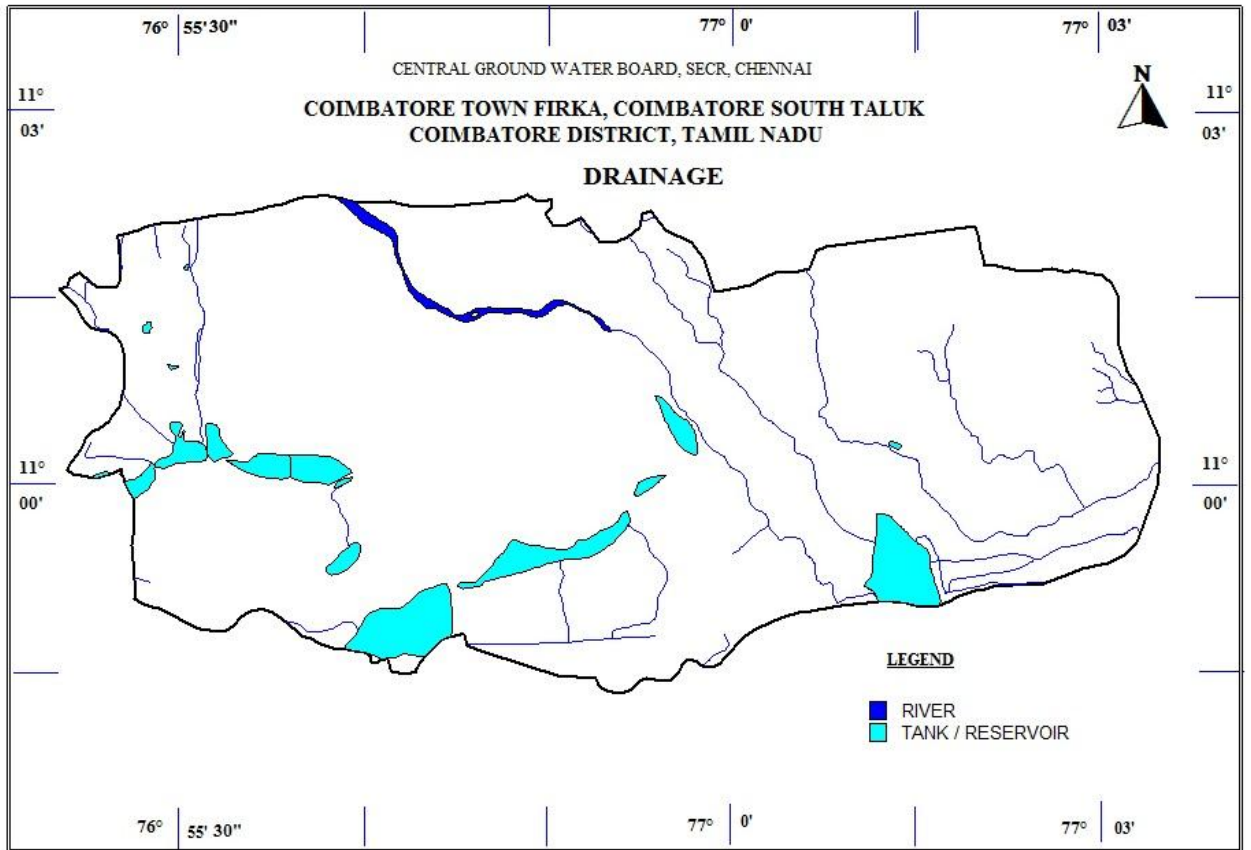 76° 55'30" 77° 0' 77° 03'
CENTRAL GROUND WATER BOARD, SECR, CHENNAI
N
11° 11°
03' 03'
COIMBATORE TOWN FIRKA, COIMBATORE SOUTH TALUK
COIMBATORE DISTRICT, TAMIL NADU
DRAINAGE
11° 11°
00' 00'
LEGEND
RIVER
TANK / RESERVOIR
76° 55' 30" 77° 0' 77° 03'